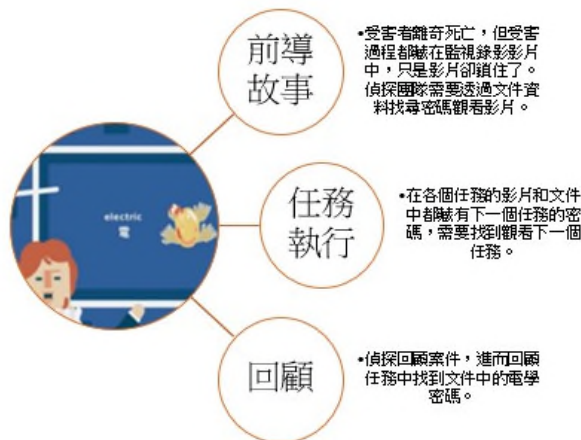 前導
故事
•受害者離奇死亡，但受害
過程都藏在監視錄影影片
中，只是影片卻鎖住了。
偵探團隊需要透過文件資
料找尋密碼觀看影片。
electric
電
任務
執行
•在各個任務的影片和文件
中都藏有下一個任務的密
碼，需要找到觀看下一個
任務。
回顧
•偵探回顧案件，進而回顧
任務中找到文件中的電學
密碼。